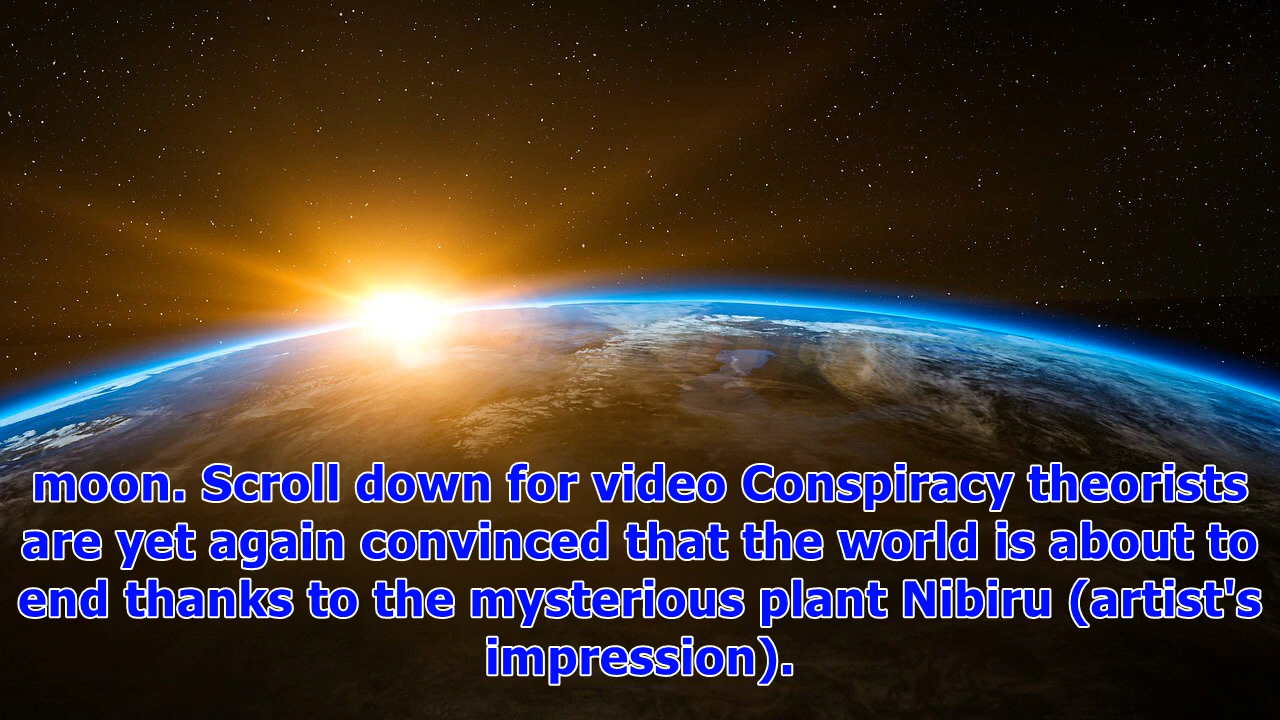 moon. Scroll down for video Conspiracy theorists
are yet again convinced that the world is about to
end thanks to the mysterious plant Nibiru (artist's
impression).